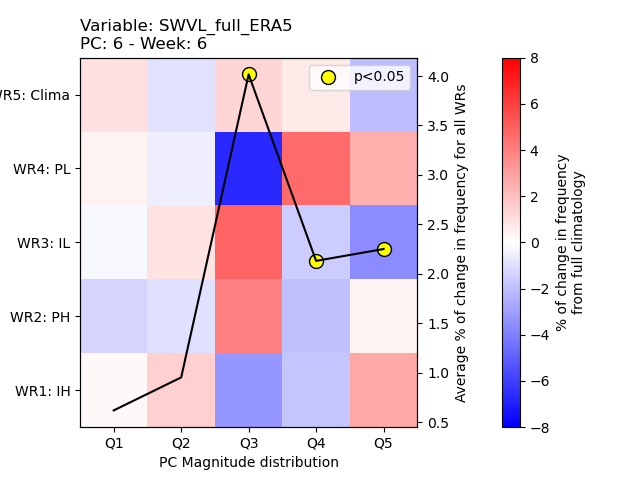 Variable: SWVL_full_ERA5
PC: 6 - Week: 6
p<0.05
WR5: Clima
WR4: PL
WR3: IL
WR2: PH
WR1: IH
Q1 Q2 Q3 Q4 Q5
PC Magnitude distribution
4.0
3.5
3.0
2.5
2.0
1.5
1.0
0.5
Average % of change in frequency for all WRs
8
6
4
2
0
−2
−4
−6
−8
% of change in frequency
from full climatology